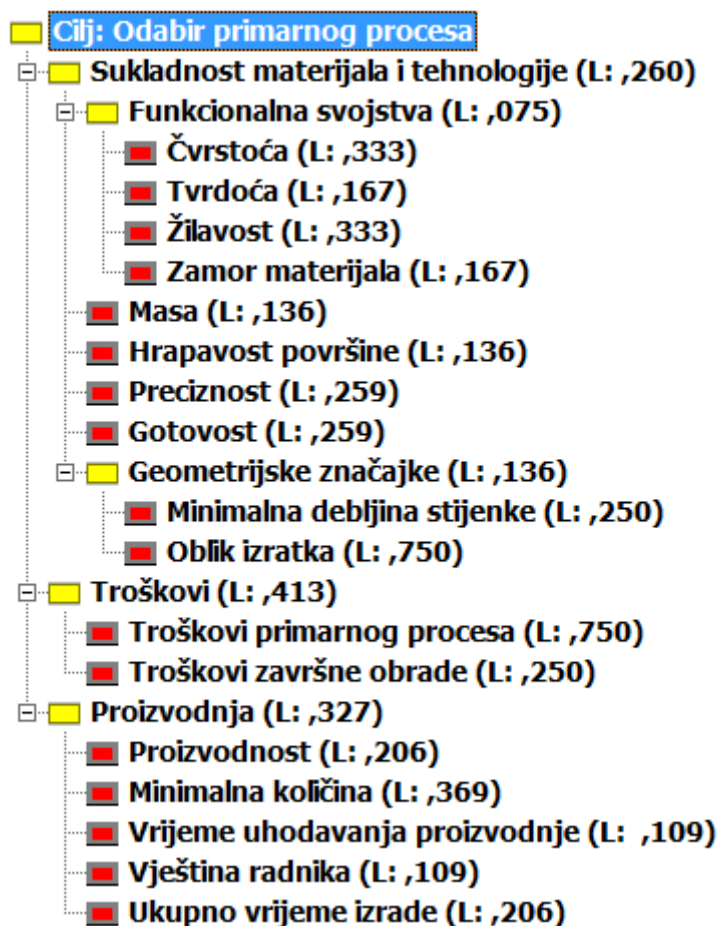 Cilj: Odabir primarnog procesa
Sukladnost materijala i tehnologije (L: ,260)
Funkcionalna svojstva (L: ,075)
Čvrstoća (L: ,333)
Tvrdoća (L: ,167)
Žilavost (L: ,333)
Zamor materijala (L: ,167)
Masa (L: ,136)
Hrapavost površine (L: ,136)
Preciznost (L: ,259)
Gotovost (L: ,259)
Geometrijske značajke (L: ,136)
Minimalna debljina stijenke (L: ,250)
Oblik izratka (L: ,750)
Troškovi (L: ,413)
Troškovi primarnog procesa (L: ,750)
Troškovi završne obrade (L: ,250)
Proizvodnja (L: ,327)
Proizvodnost (L: ,206)
Minimalna količina (L: ,369)
Vrijeme uhodavanja proizvodnje (L:  ,109)
Vještina radnika (L: ,109)
Ukupno vrijeme izrade (L: ,206)